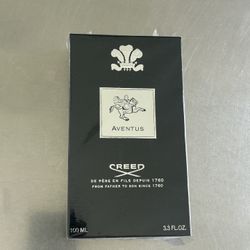 AVENTUS
CREED
DE PÈRE EN FILS DEPUIS 1760
FROM FATHER TO SON SINCE 1760
100 ML
3.3 FL.OZ.